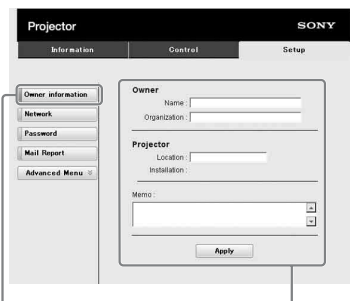 Projector
SONY
Information
Control
Setup
Owner information
Network
Password
Mail Report
Advanced Menu
Owner
Name :
Organization :
Projector
Location :
Installation :
Memo :
Apply